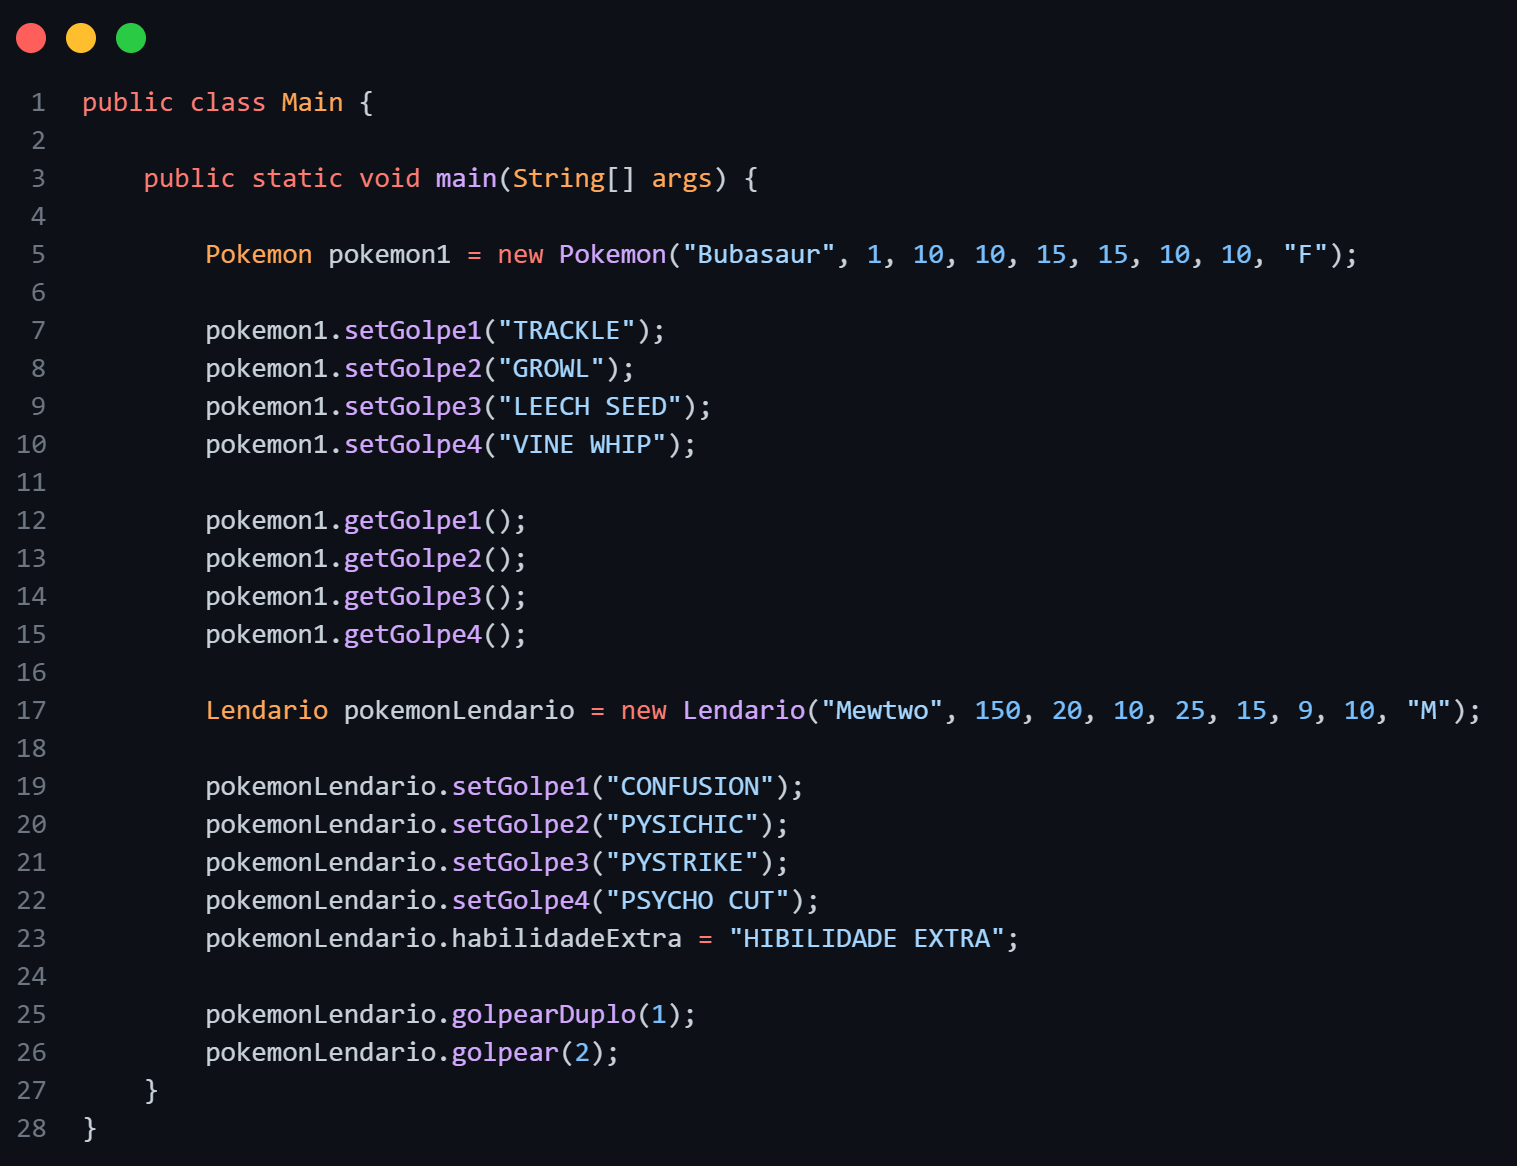 1 public class Main {
2
3 public static void main(String[] args) {
4
5 Pokemon pokemon1 = new Pokemon("Bubasaur", 1, 10, 10, 15, 15, 10, 10, "F");
6
7 pokemon1.setGolpe1("TRACKLE");
8 pokemon1.setGolpe2("GROWL");
9 pokemon1.setGolpe3("LEECH SEED");
10 pokemon1.setGolpe4("VINE WHIP");
11
12 pokemon1.getGolpe1();
13 pokemon1.getGolpe2();
14 pokemon1.getGolpe3();
15 pokemon1.getGolpe4();
16
17 Lendario pokemonLendario = new Lendario("Mewtwo", 150, 20, 10, 25, 15, 9, 10, "M");
18
19 pokemonLendario.setGolpe1("CONFUSION");
20 pokemonLendario.setGolpe2("PYSICHIC");
21 pokemonLendario.setGolpe3("PYSTRIKE");
22 pokemonLendario.setGolpe4("PSYCHO CUT");
23 pokemonLendario.habilidadeExtra = "HIBILIDADE EXTRA";
24
25 pokemonLendario.golpearDuplo(1);
26 pokemonLendario.golpear(2);
27 }
28 }